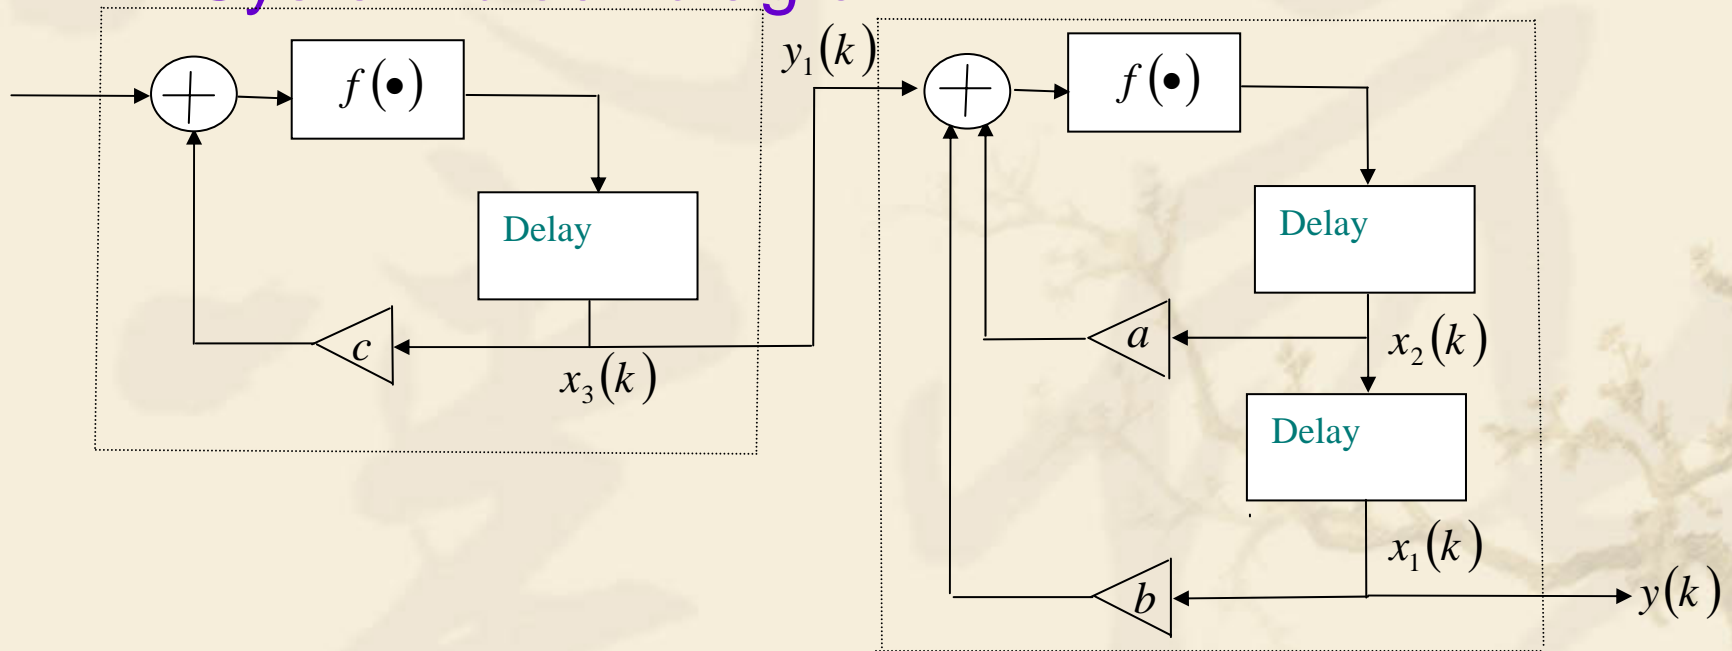 f(•)
Delay
c
x₃(k)
y₁(k)
f(•)
Delay
a
x₂(k)
Delay
x₁(k)
b
y(k)